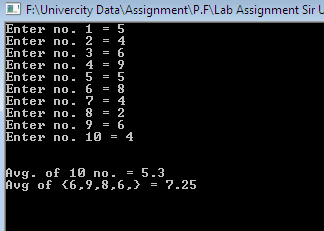 F:\Univercity Data\Assignment\P.F\Lab Assignment Sir U
Enter no. 1 = 5
Enter no. 2 = 4
Enter no. 3 = 6
Enter no. 4 = 9
Enter no. 5 = 5
Enter no. 6 = 8
Enter no. 7 = 4
Enter no. 8 = 2
Enter no. 9 = 6
Enter no. 10 = 4
Avg. of 10 no. = 5.3
Avg of {6,9,8,6,} = 7.25